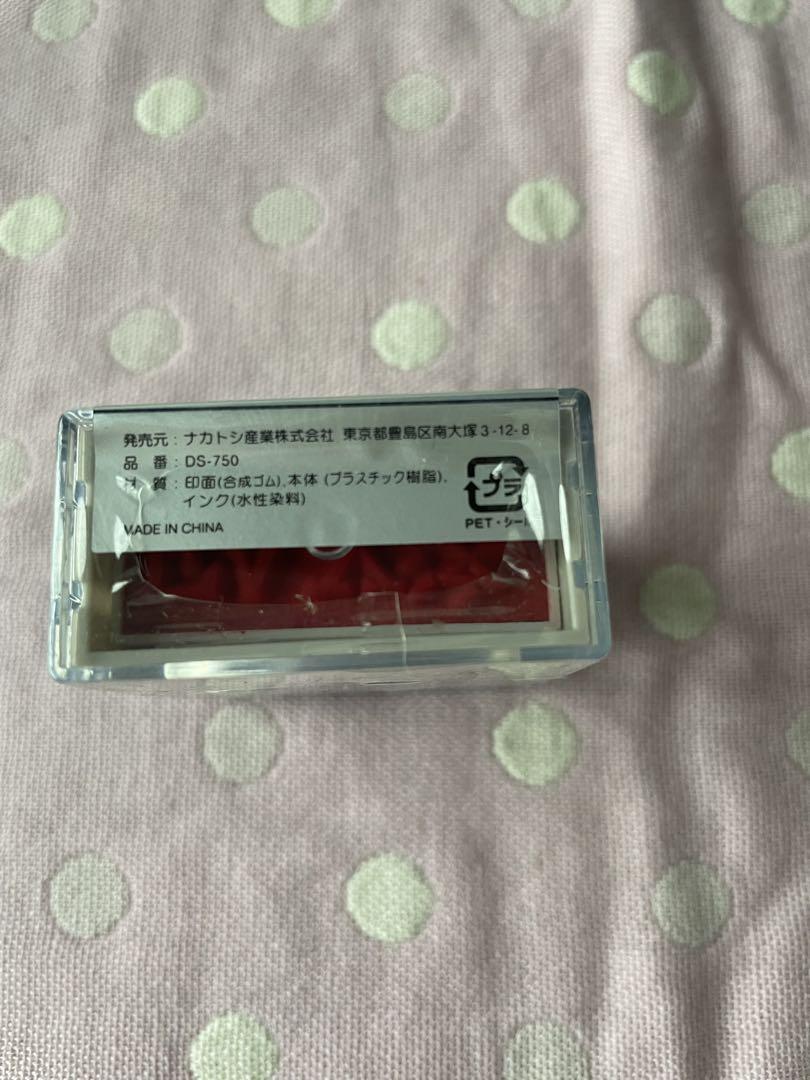 発売元：ナカトシ産業株式会社 東京都豊島区南大塚3-12-8
品 番：DS-750
材 質：印面(合成ゴム)、本体 (プラスチック樹脂)、
インク(水性染料)
MADE IN CHINA
プラ
PET・シール